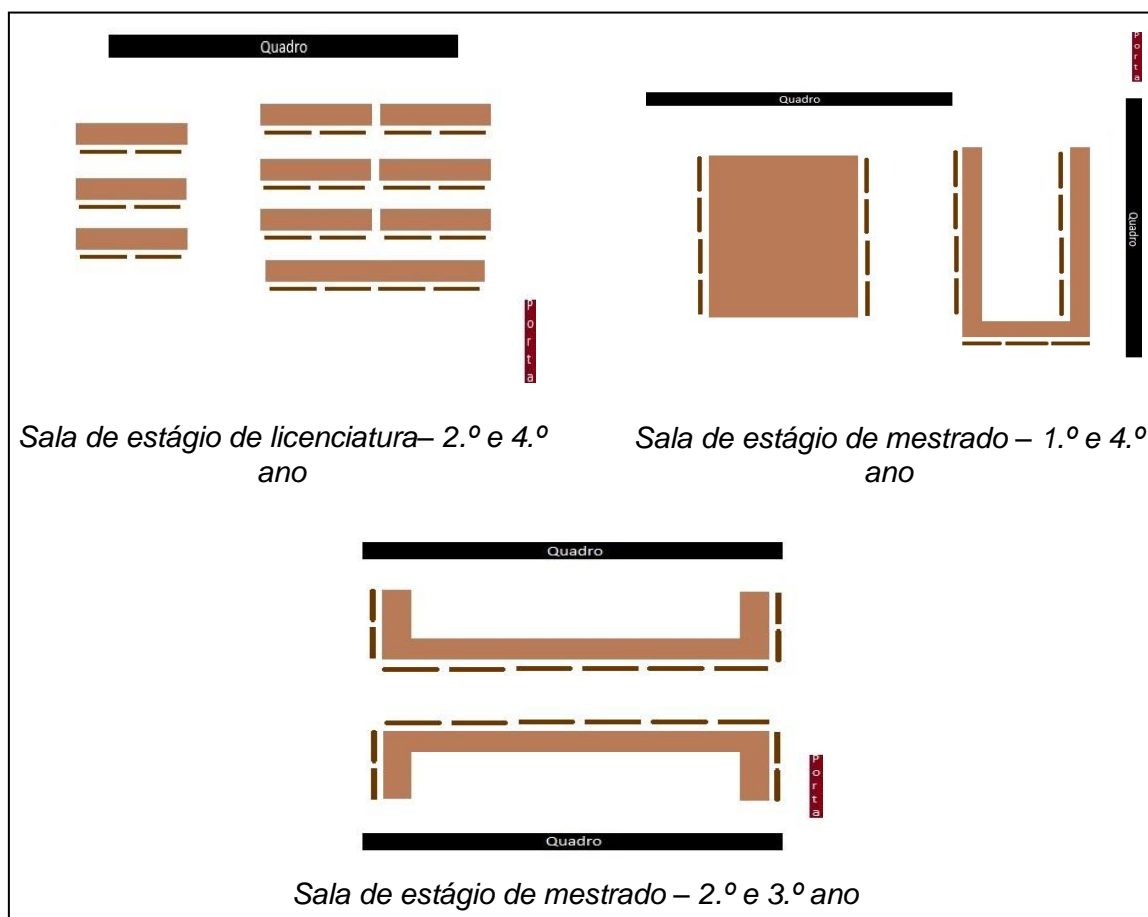 Quadro
Porta
Sala de estágio de licenciatura– 2.º e 4.º
ano
Porta
Quadro
Quadro
Sala de estágio de mestrado – 1.º e 4.º
ano
Quadro
Porta
Quadro
Sala de estágio de mestrado – 2.º e 3.º ano